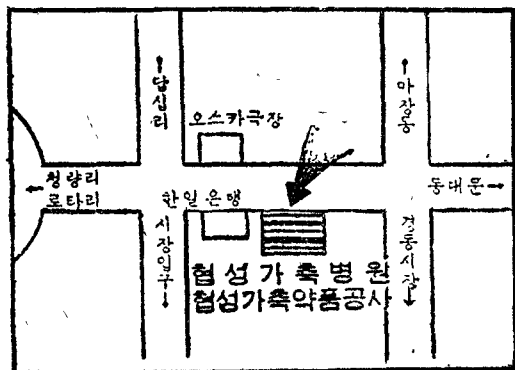 ↑
답십리
↑
마장동
오스카극장
←청량리
로타리
동대문→
한일은행
시장입구
↓
경동시장
↓
협성가축병원
협성가축약품공사